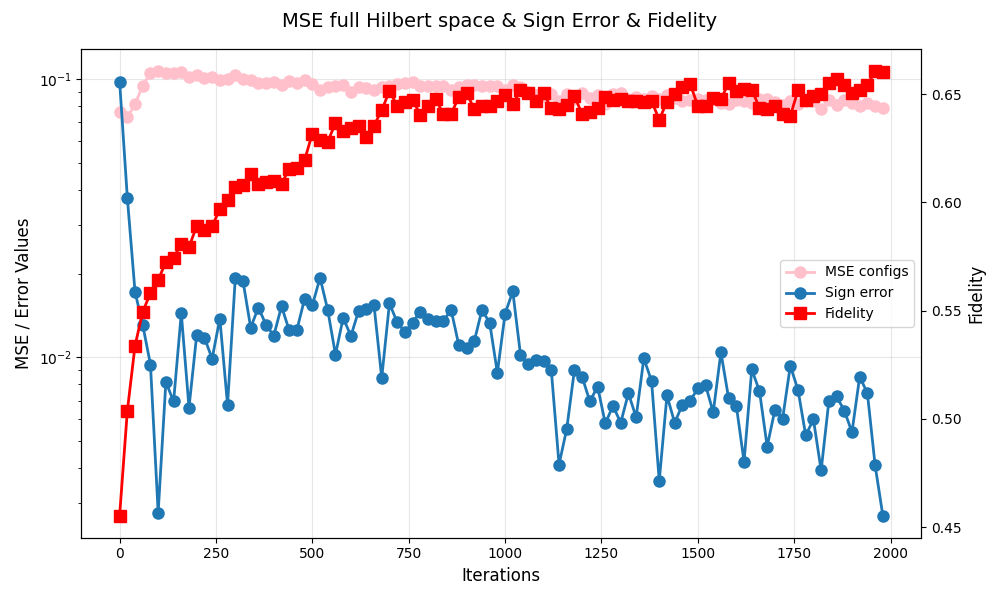 MSE full Hilbert space & Sign Error & Fidelity
MSE / Error Values
10⁻¹
10⁻²
0.65
0.60
0.55
0.50
0.45
Fidelity
MSE configs
Sign error
Fidelity
0
250
500
750
1000
1250
1500
1750
2000
Iterations